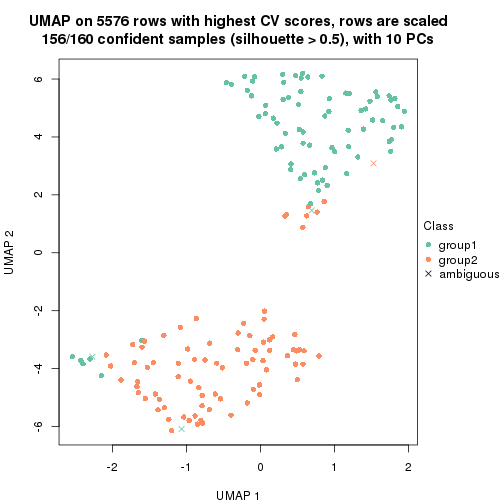 UMAP on 5576 rows with highest CV scores, rows are scaled
156/160 confident samples (silhouette > 0.5), with 10 PCs
6
4
2
0
-2
-4
-6
UMAP 2
-2
-1
0
1
2
UMAP 1
Class
group1
group2
ambiguous